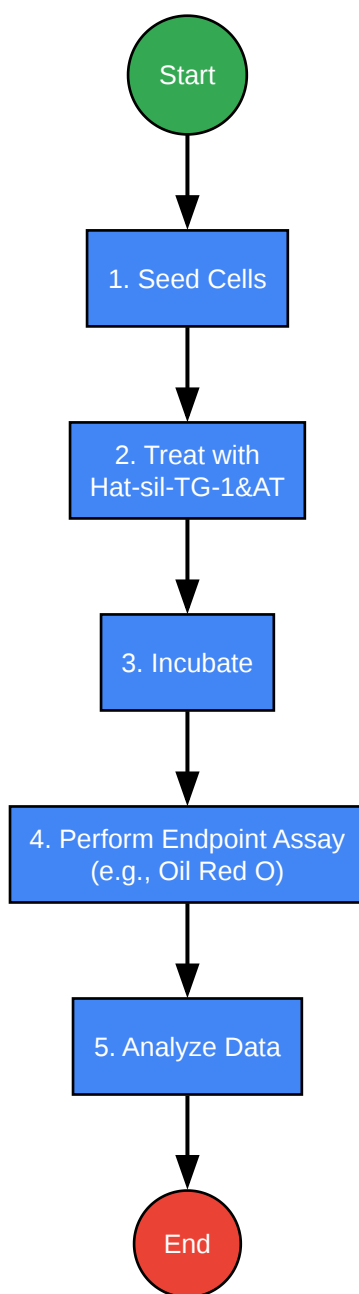 Start
1. Seed Cells
2. Treat with
Hat-sil-TG-1&AT
3. Incubate
4. Perform Endpoint Assay
(e.g., Oil Red O)
5. Analyze Data
End